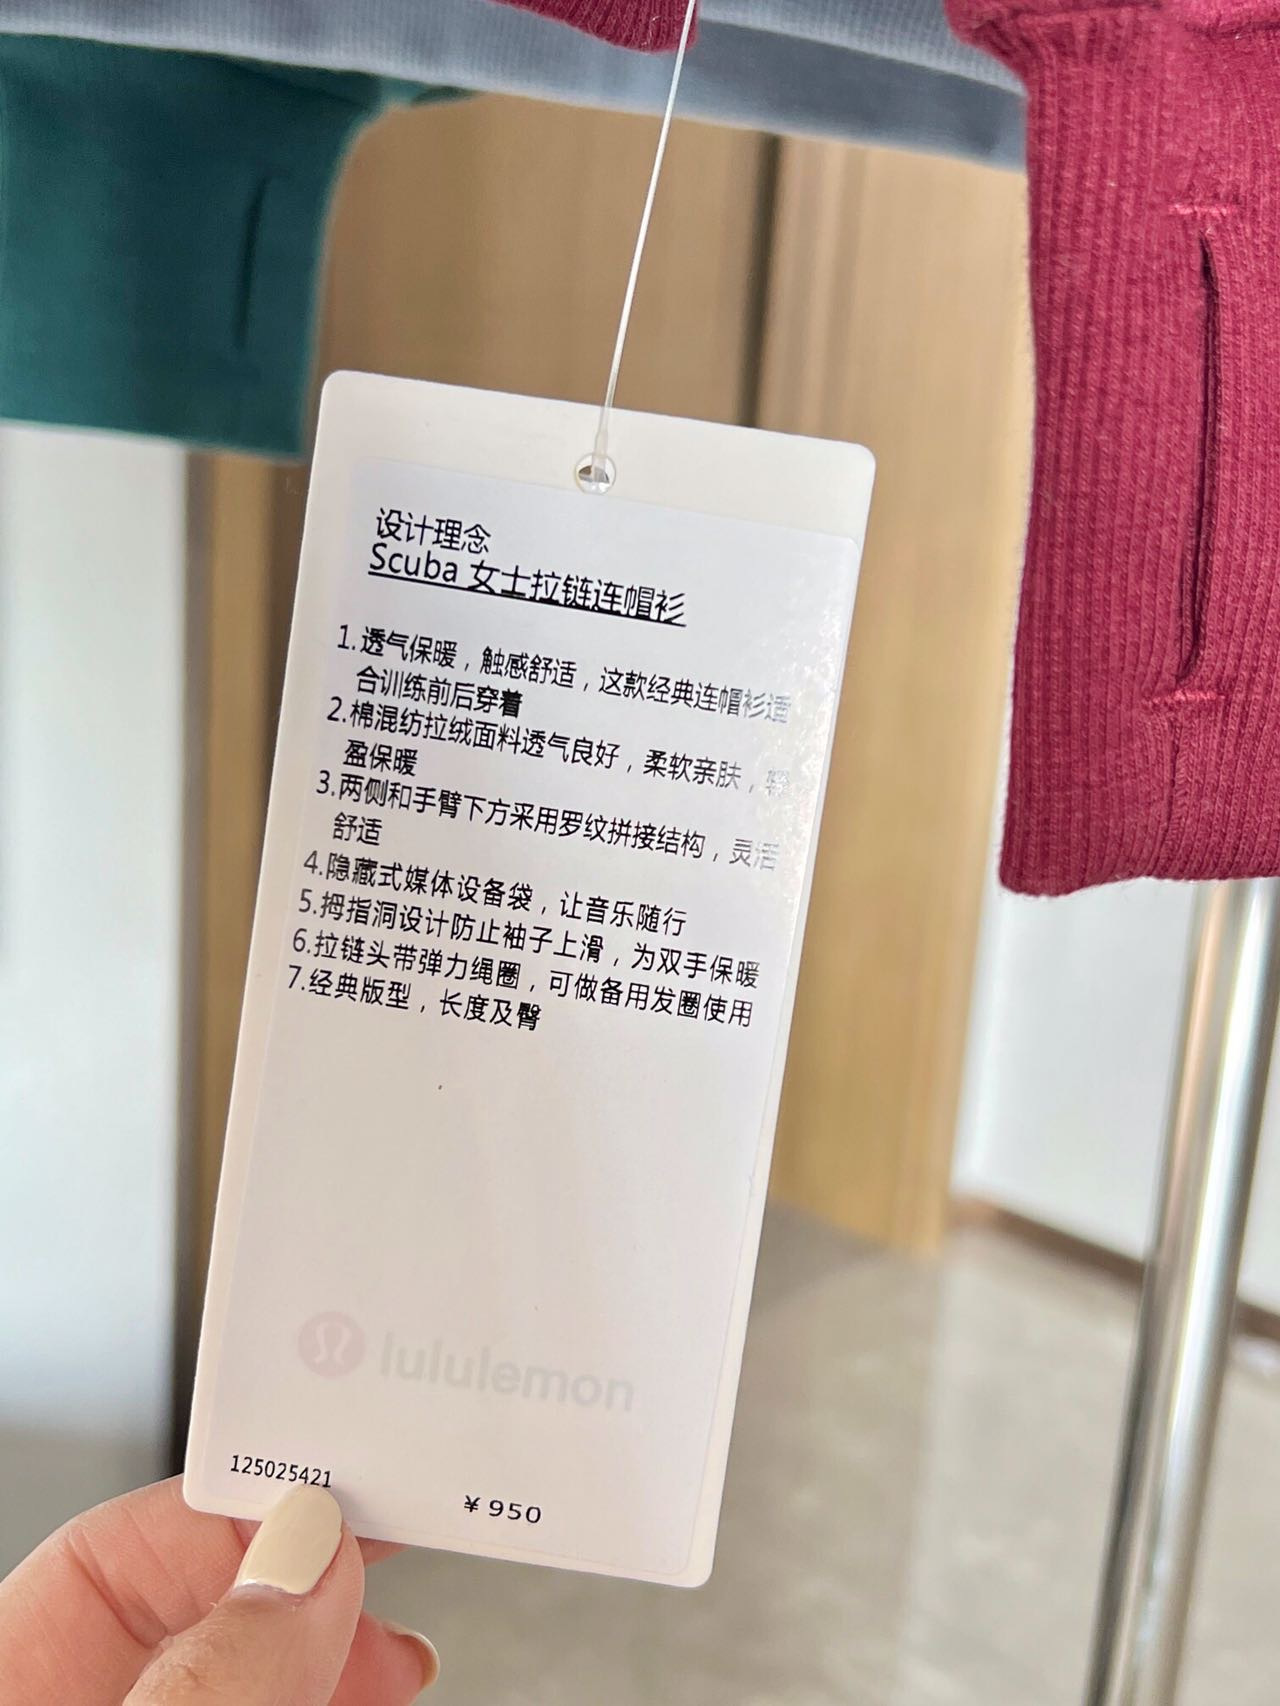 设计理念
Scuba 女士拉链连帽衫
1.透气保暖，触感舒适，这款经典连帽衫适
合训练前后穿着
2.棉混纺拉绒面料透气良好，柔软亲肤，轻
盈保暖
3.两侧和手臂下方采用罗纹拼接结构，灵活
舒适
4.隐藏式媒体设备袋，让音乐随行
5.拇指洞设计防止袖子上滑，为双手保暖
6.拉链头带弹力绳圈，可做备用发圈使用
7.经典版型，长度及臀
lululemon
125025421
¥950